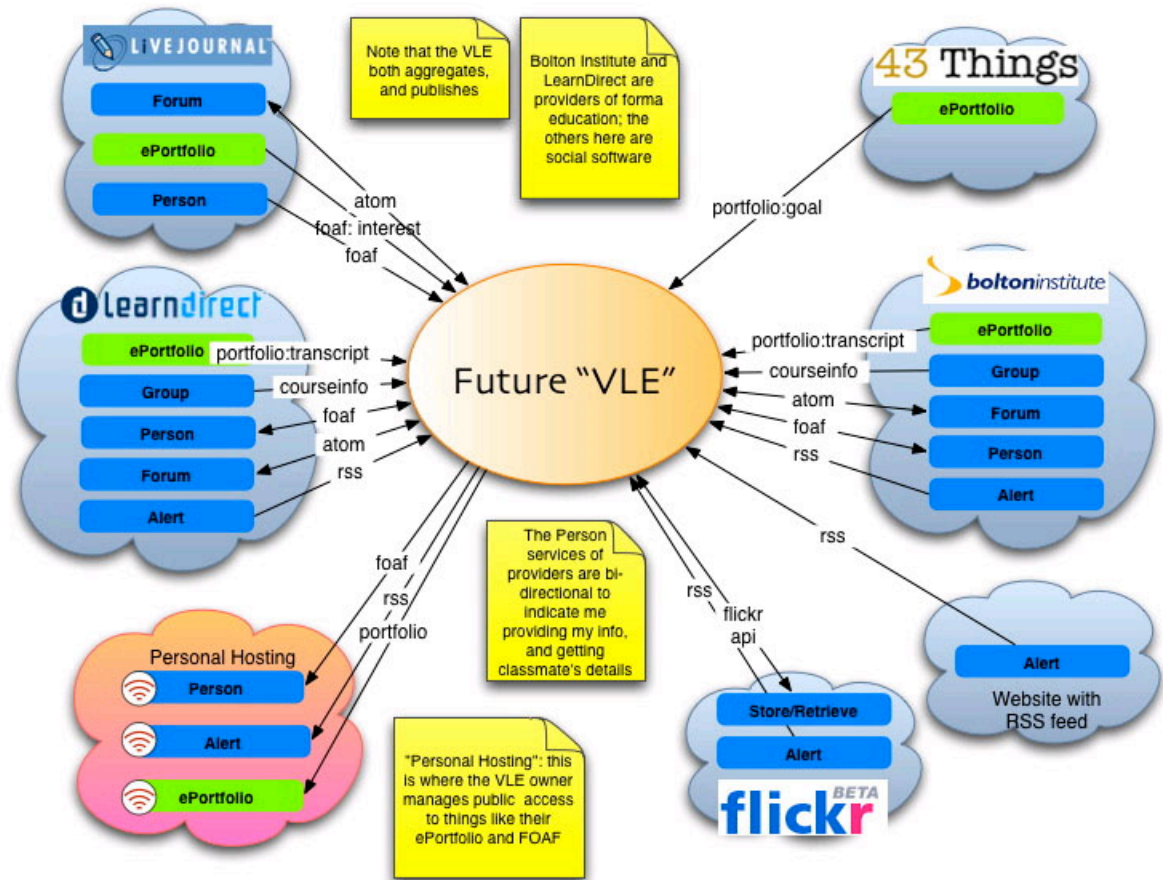 LiVEJOURNAL
Forum
ePortfolio
Person
atom
foaf: interest
foaf
Note that the VLE
both aggregates,
and publishes
Bolton Institute and
LearnDirect are
providers of forma
education; the
others here are
social software
43 Things
ePortfolio
portfolio:goal
learndirect
ePortfolio
Group
Person
Forum
Alert
portfolio:transcript
courseinfo
foaf
atom
rss
Future “VLE”
boltoninstitute
ePortfolio
Group
Forum
Person
Alert
portfolio:transcript
courseinfo
atom
foaf
rss
foaf
rss
portfolio
Personal Hosting
Person
Alert
ePortfolio
The Person
services of
providers are bi-
directional to
indicate me
providing my info,
and getting
classmate's details
"Personal Hosting": this
is where the VLE owner
manages public access
to things like their
ePortfolio and FOAF
rss
flickr
api
Store/Retrieve
Alert
BETA
flickr
rss
Alert
Website with
RSS feed